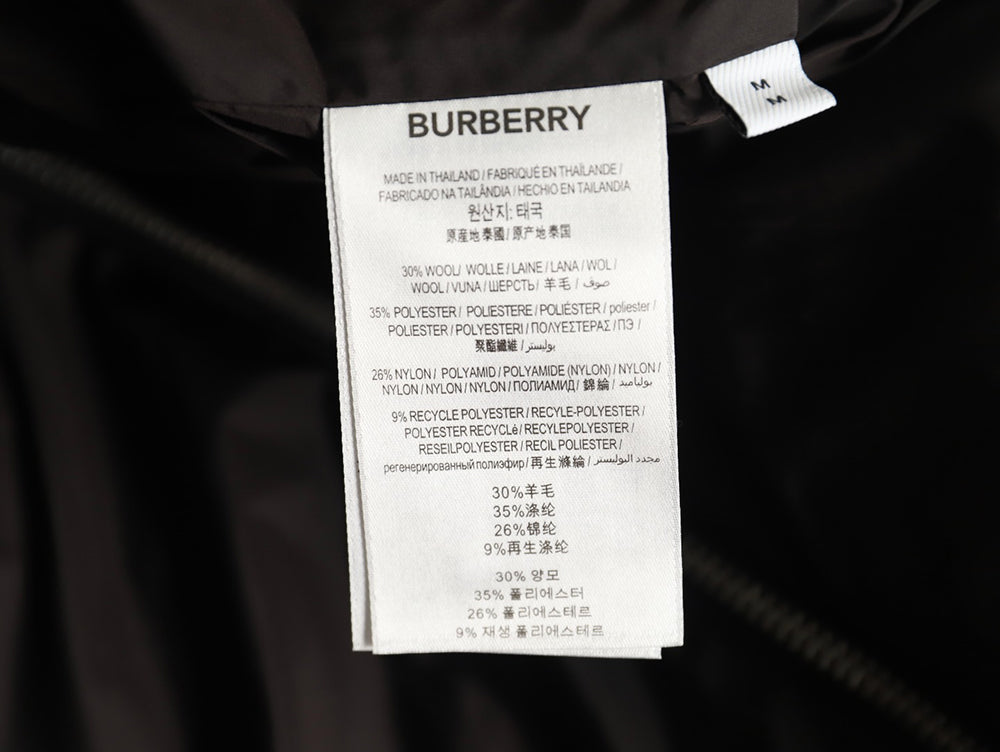 BURBERRY
M
M
MADE IN THAILAND / FABRIQUÉ EN THAÏLANDE /
FABRICADO NA TAILÂNDIA / HECHIO EN TAILANDIA
원산지: 태국
原産地泰國 / 原产地泰国
30% WOOL/ WOLLE / LAINE / LANA / WOL /
WOOL / VUNA / ШЕРСТЬ / 羊毛 / صوف
35% POLYESTER / POLIESTERE / POLIÉSTER / poliester /
POLIESTER / POLYESTERI / ΠΟΛΥΕΣΤΕΡΑΣ / ПЭ /
聚酯纖維 / بوليستر
26% NYLON / POLYAMID / POLYAMIDE (NYLON) / NYLON /
NYLON / NYLON / NYLON / ПОЛИАМИД / 錦綸 / بولياميد
9% RECYCLE POLYESTER / RECYLE-POLYESTER /
POLYESTER RECYCLé / RECYLEPOLYESTER /
RESEILPOLYESTER / RECIL POLIESTER /
регенерированный полиэфир / 再生滌綸 / مجدد البوليستر
30%羊毛
35%涤纶
26%锦纶
9%再生涤纶
30% 양모
35% 폴리에스터
26% 폴리에스테르
9% 재생 폴리에스테르